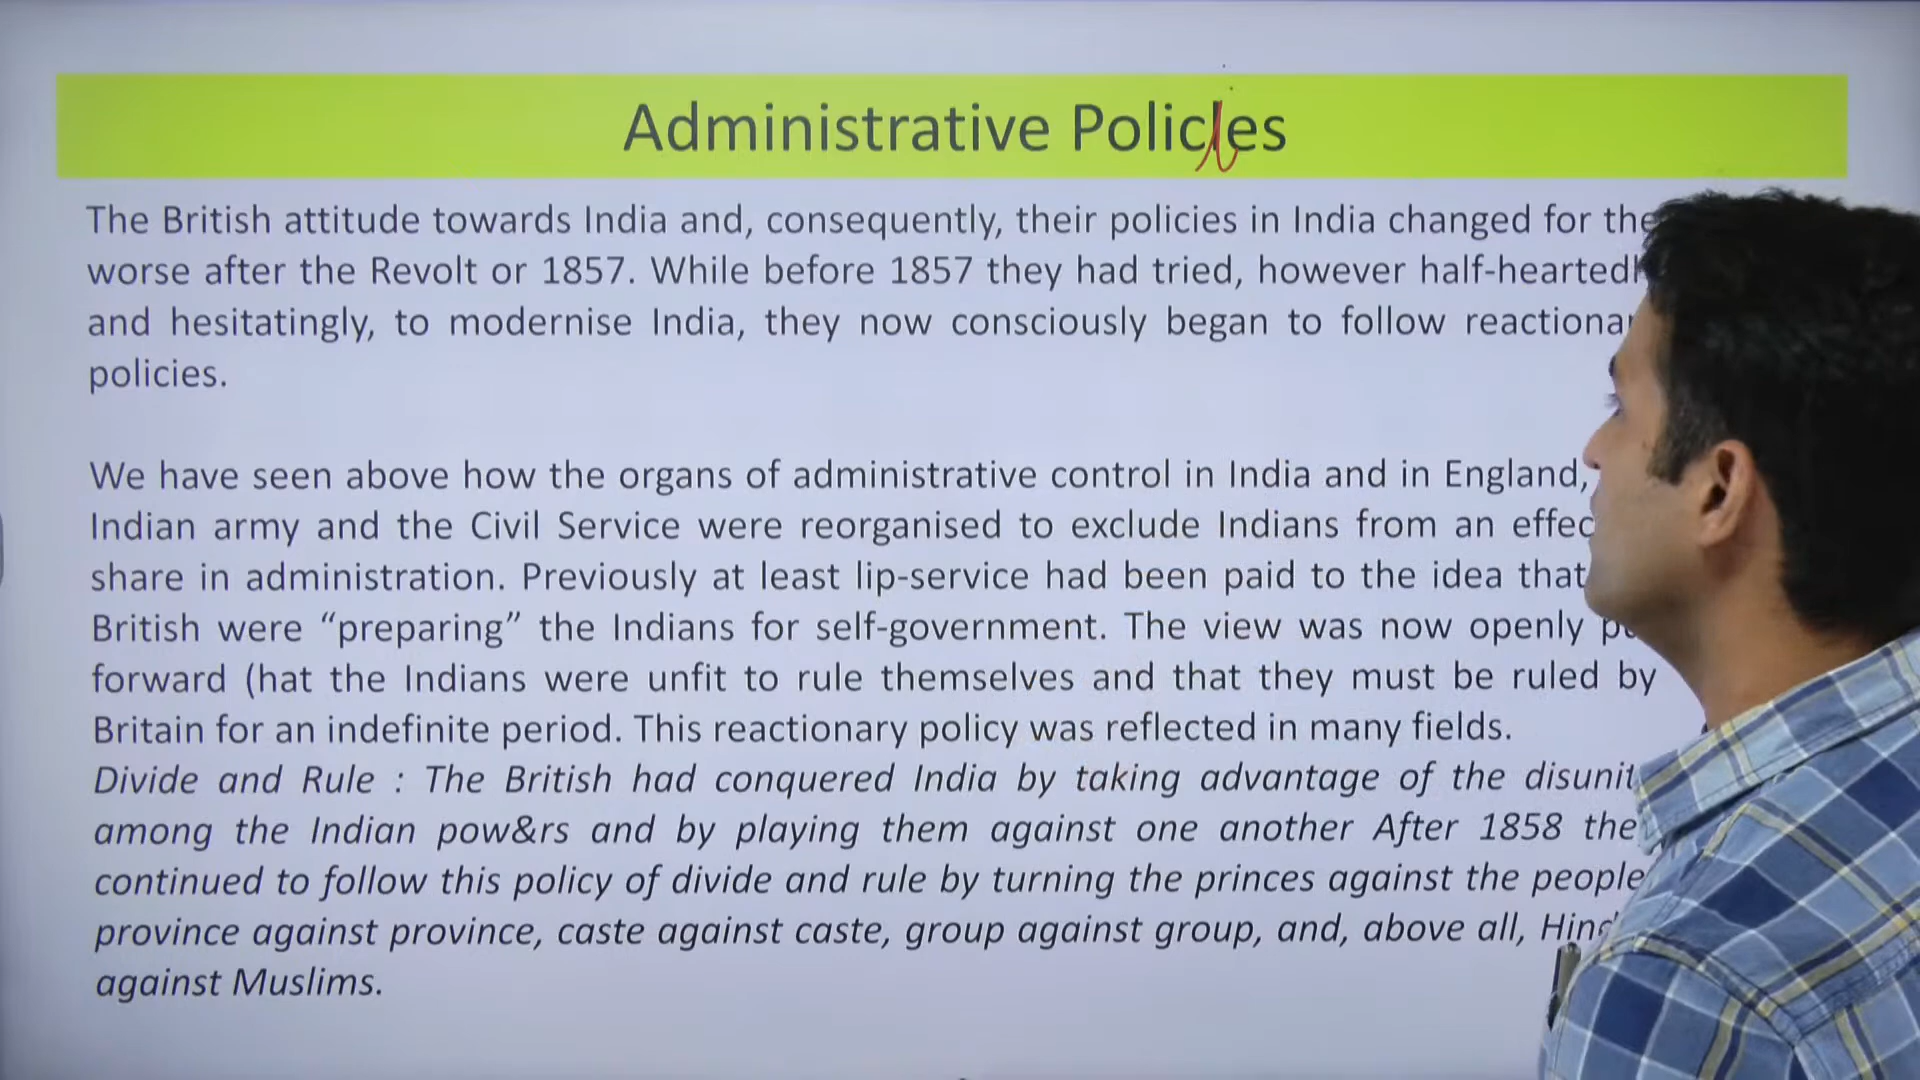 Administrative Policies
The British attitude towards India and, consequently, their policies in India changed for the
worse after the Revolt or 1857. While before 1857 they had tried, however half-heartedl
and hesitatingly, to modernise India, they now consciously began to follow reactionar
policies.
We have seen above how the organs of administrative control in India and in England,
Indian army and the Civil Service were reorganised to exclude Indians from an effec
share in administration. Previously at least lip-service had been paid to the idea that
British were “preparing” the Indians for self-government. The view was now openly pu
forward (hat the Indians were unfit to rule themselves and that they must be ruled by
Britain for an indefinite period. This reactionary policy was reflected in many fields.
Divide and Rule : The British had conquered India by taking advantage of the disunit
among the Indian pow&rs and by playing them against one another After 1858 the
continued to follow this policy of divide and rule by turning the princes against the people
province against province, caste against caste, group against group, and, above all, Hind
against Muslims.